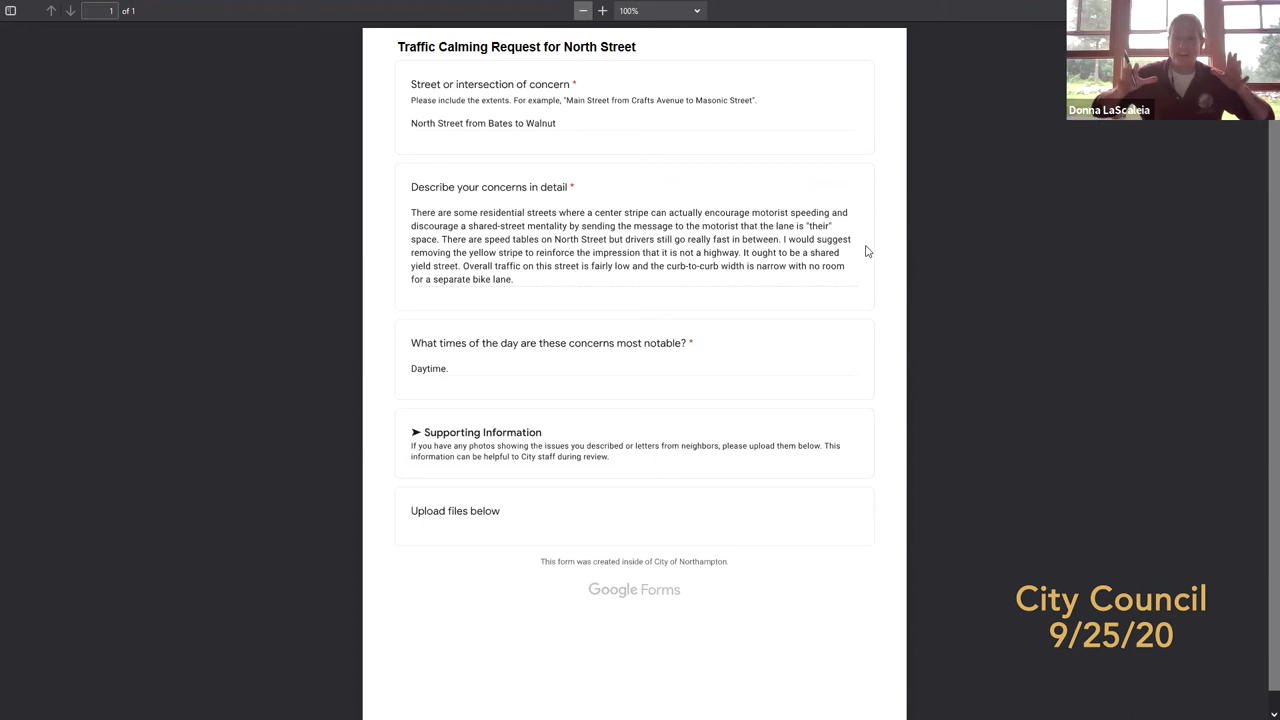 1 of 1
100%
Donna LaScaleia
Traffic Calming Request for North Street
Street or intersection of concern *
Please include the extents. For example, "Main Street from Crafts Avenue to Masonic Street".
North Street from Bates to Walnut
Describe your concerns in detail *
There are some residential streets where a center stripe can actually encourage motorist speeding and
discourage a shared-street mentality by sending the message to the motorist that the lane is "their"
space. There are speed tables on North Street but drivers still go really fast in between. I would suggest
removing the yellow stripe to reinforce the impression that it is not a highway. It ought to be a shared
yield street. Overall traffic on this street is fairly low and the curb-to-curb width is narrow with no room
for a separate bike lane.
What times of the day are these concerns most notable? *
Daytime.
➤ Supporting Information
If you have any photos showing the issues you described or letters from neighbors, please upload them below. This
information can be helpful to City staff during review.
Upload files below
This form was created inside of City of Northampton.
Google Forms
City Council
9/25/20